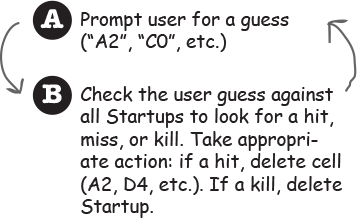 A Prompt user for a guess
(“A2”, “C0”, etc.)
B Check the user guess against
all Startups to look for a hit,
miss, or kill. Take appropri-
ate action: if a hit, delete cell
(A2, D4, etc.). If a kill, delete
Startup.